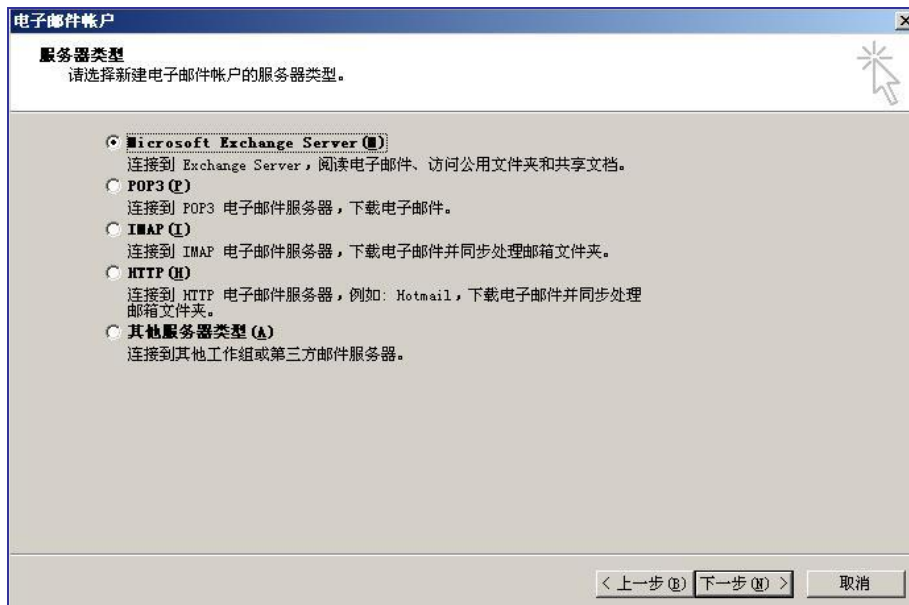 电子邮件帐户
服务器类型
请选择新建电子邮件帐户的服务器类型。
Microsoft Exchange Server(M)
连接到 Exchange Server，阅读电子邮件、访问公用文件夹和共享文档。
POP3(P)
连接到 POP3 电子邮件服务器，下载电子邮件。
IMAP(I)
连接到 IMAP 电子邮件服务器，下载电子邮件并同步处理邮箱文件夹。
HTTP(H)
连接到 HTTP 电子邮件服务器，例如: Hotmail，下载电子邮件并同步处理
邮箱文件夹。
其他服务器类型(A)
连接到其他工作组或第三方邮件服务器。
< 上一步(B) 下一步(N) > 取消